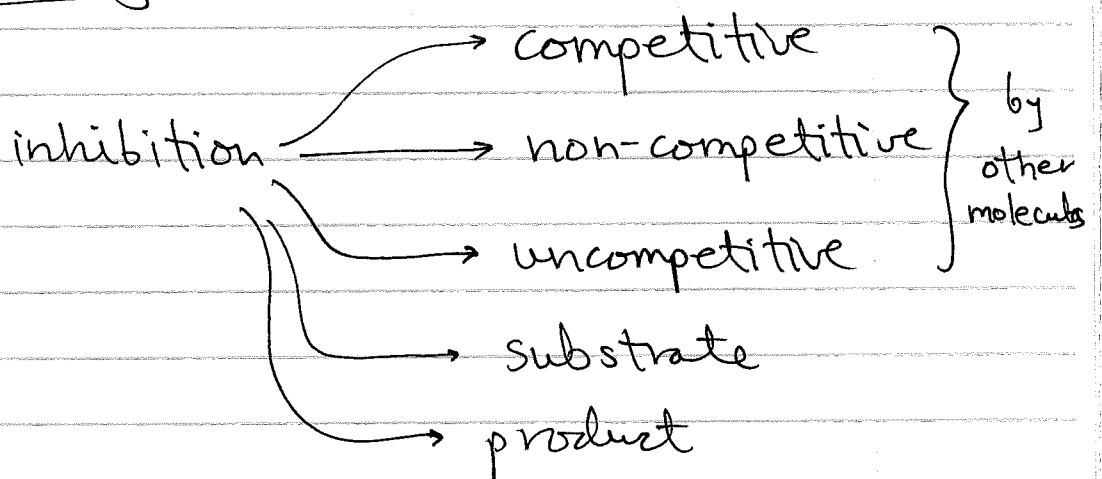 competitive
inhibition non-competitive
uncompetitive
substrate
product
by
other
molecules